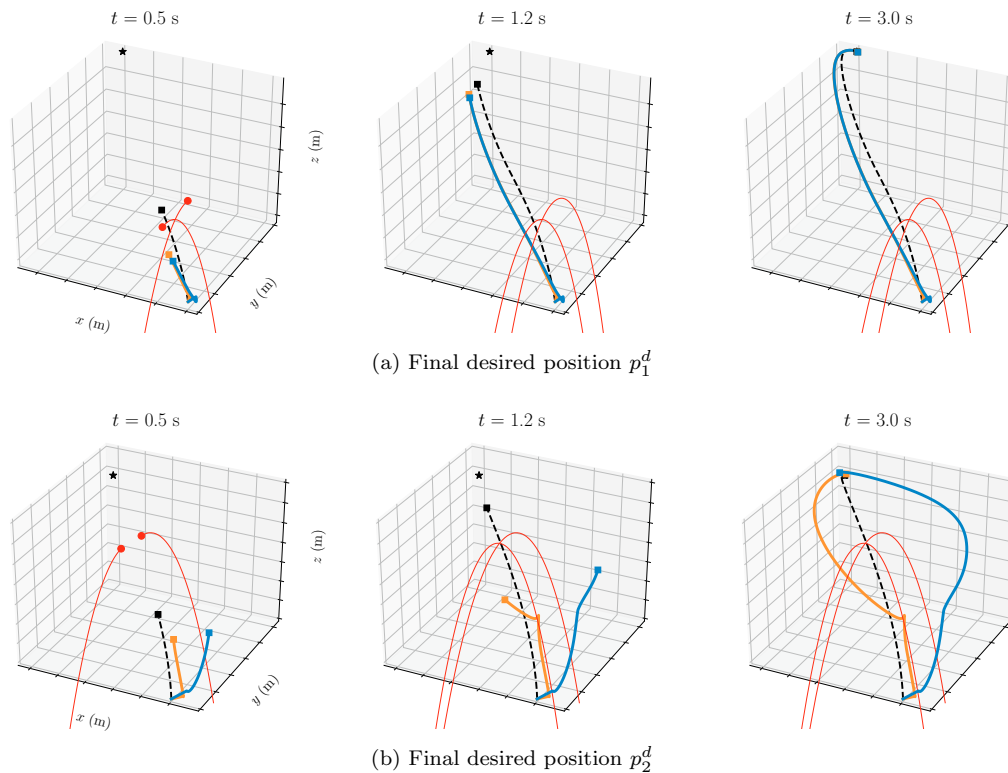 t = 0.5 s
t = 1.2 s
t = 3.0 s
z (m)
y (m)
x (m)
(a) Final desired position $p_1^d$
t = 0.5 s
t = 1.2 s
t = 3.0 s
z (m)
y (m)
x (m)
(b) Final desired position $p_2^d$